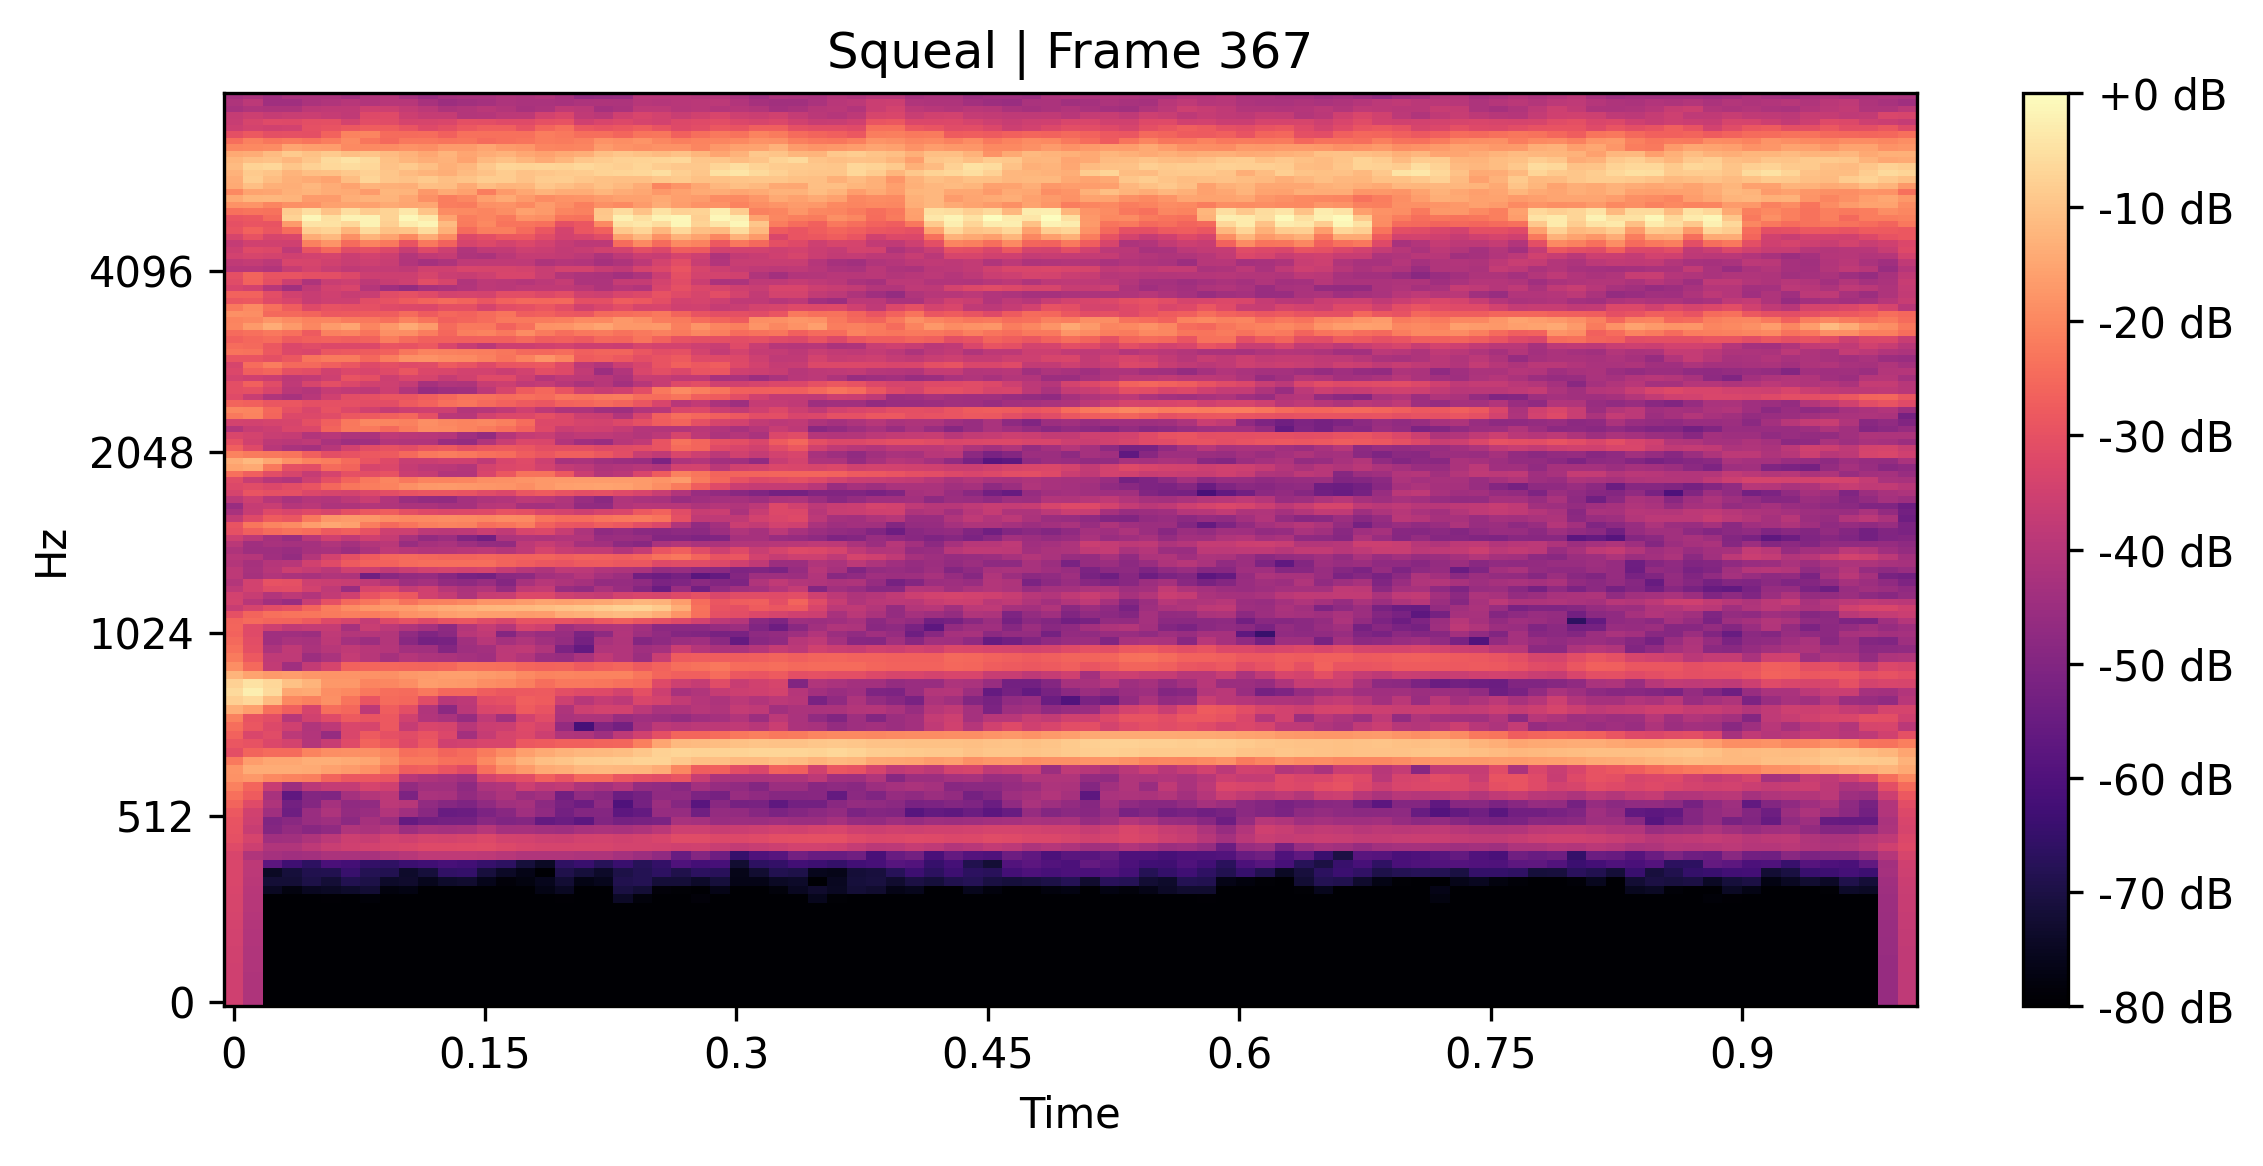 Squeal | Frame 367
Hz
4096
2048
1024
512
0
0 0.15 0.3 0.45 0.6 0.75 0.9
Time
+0 dB
-10 dB
-20 dB
-30 dB
-40 dB
-50 dB
-60 dB
-70 dB
-80 dB